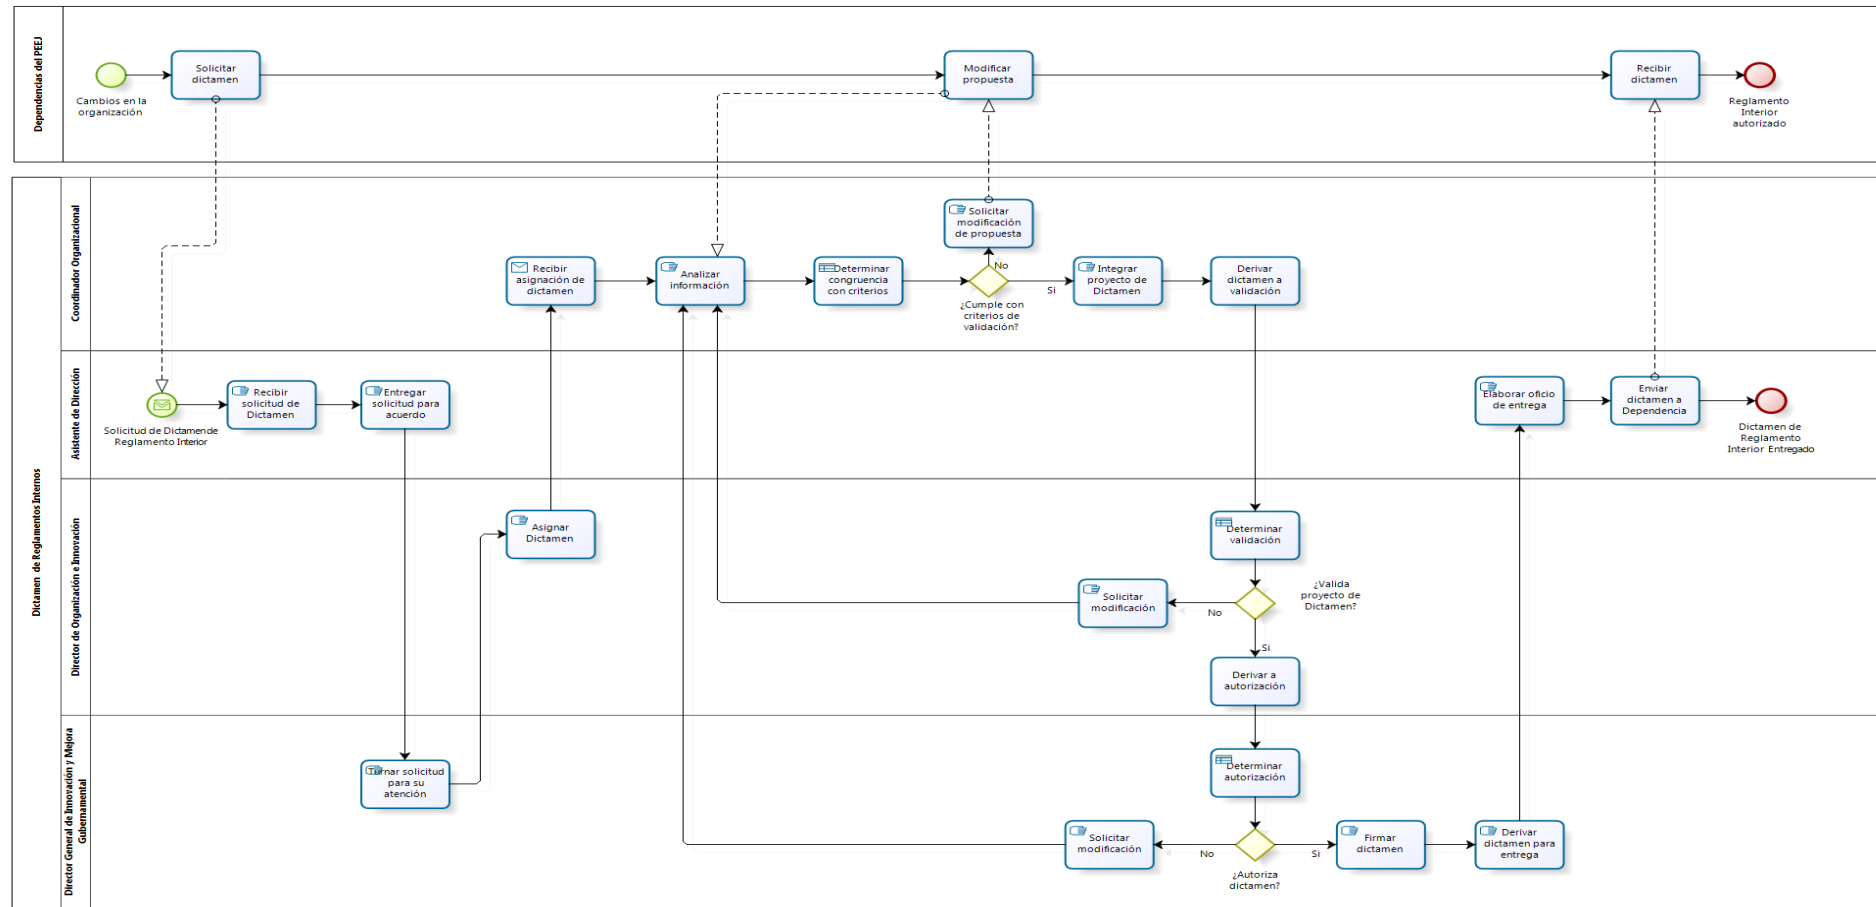 Dependencias del PEEJ
Solicitar
dictamen
Cambios en la
organización
Modificar
propuesta
Recibir
dictamen
Reglamento
Interior
autorizado
Dictamen de Reglamentos Internos
Coordinador Organizacional
Recibir
asignación de
dictamen
Analizar
información
Determinar
congruencia
con criterios
Solicitar
modificación
de propuesta
No
Si
¿Cumple con
criterios de
validación?
Integrar
proyecto de
Dictamen
Derivar
dictamen a
validación
Asistente de Dirección
Solicitud de Dictamen de
Reglamento Interior
Recibir
solicitud de
Dictamen
Entregar
solicitud para
acuerdo
Elaborar oficio
de entrega
Enviar
dictamen a
Dependencia
Dictamen de
Reglamento
Interior Entregado
Director de Organización e Innovación
Asignar
Dictamen
Determinar
validación
¿Valida
proyecto de
Dictamen?
No
Solicitar
modificación
Si
Derivar a
autorización
Director General de Innovación y Mejora
Gubernamental
Turnar solicitud
para su
atención
Determinar
autorización
Solicitar
modificación
No
Si
¿Autoriza
dictamen?
Firmar
dictamen
Derivar
dictamen para
entrega